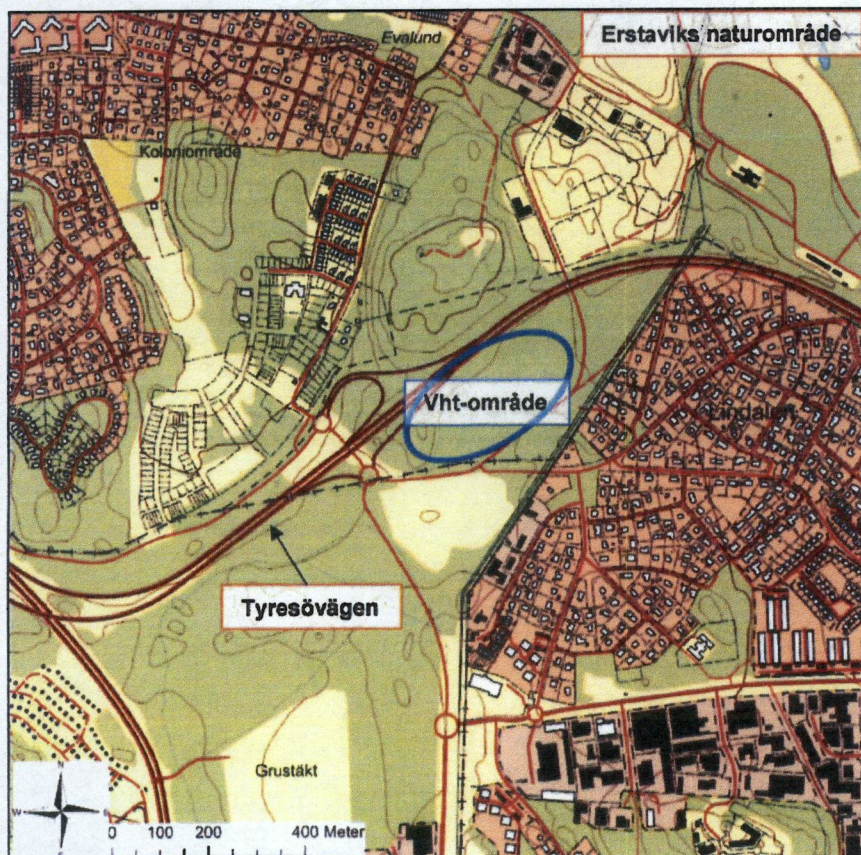 Evalund
Erstaviks naturområde
Koloniområde
Vht-område
Lindalen
Tyresövägen
Grustäkt
N
W
0 100 200 400 Meter